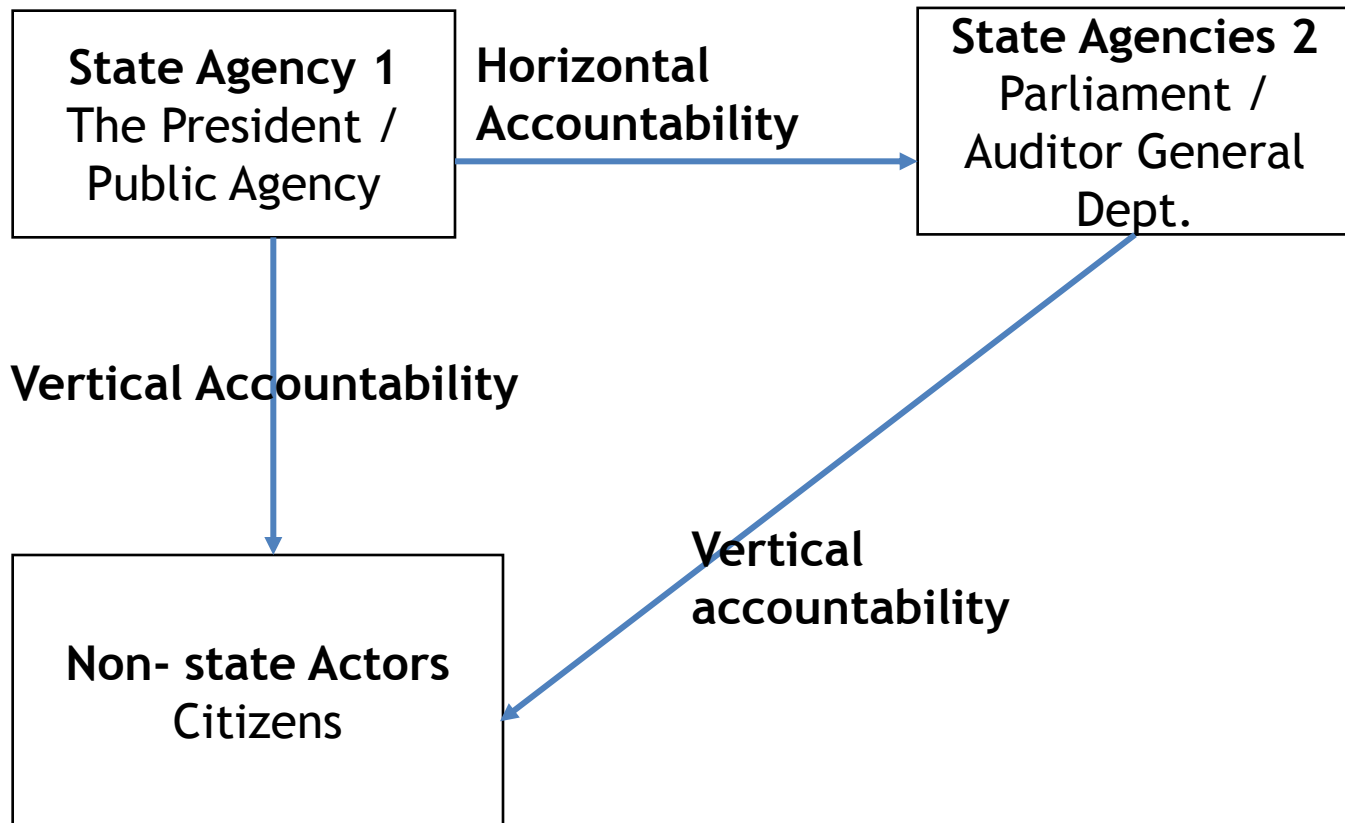 State Agency 1
The President /
Public Agency
Horizontal
Accountability
State Agencies 2
Parliament /
Auditor General
Dept.
Vertical Accountability
Vertical
accountability
Non- state Actors
Citizens